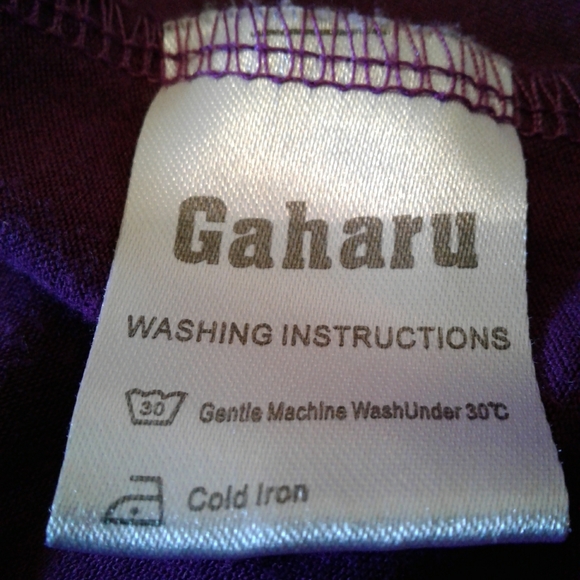 Gaharu
WASHING INSTRUCTIONS
30 Gentle Machine WashUnder 30℃
Cold Iron